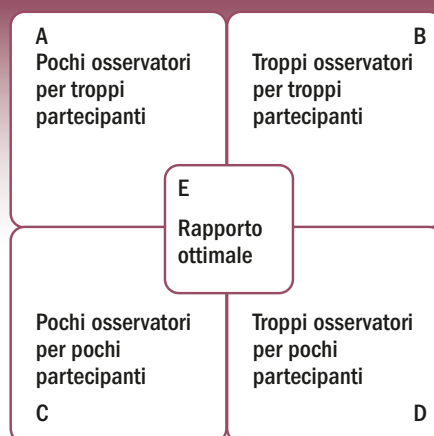 A
Pochi osservatori
per troppi
partecipanti
B
Troppi osservatori
per troppi
partecipanti
E
Rapporto
ottimale
Pochi osservatori
per pochi
partecipanti
C
Troppi osservatori
per pochi
partecipanti
D